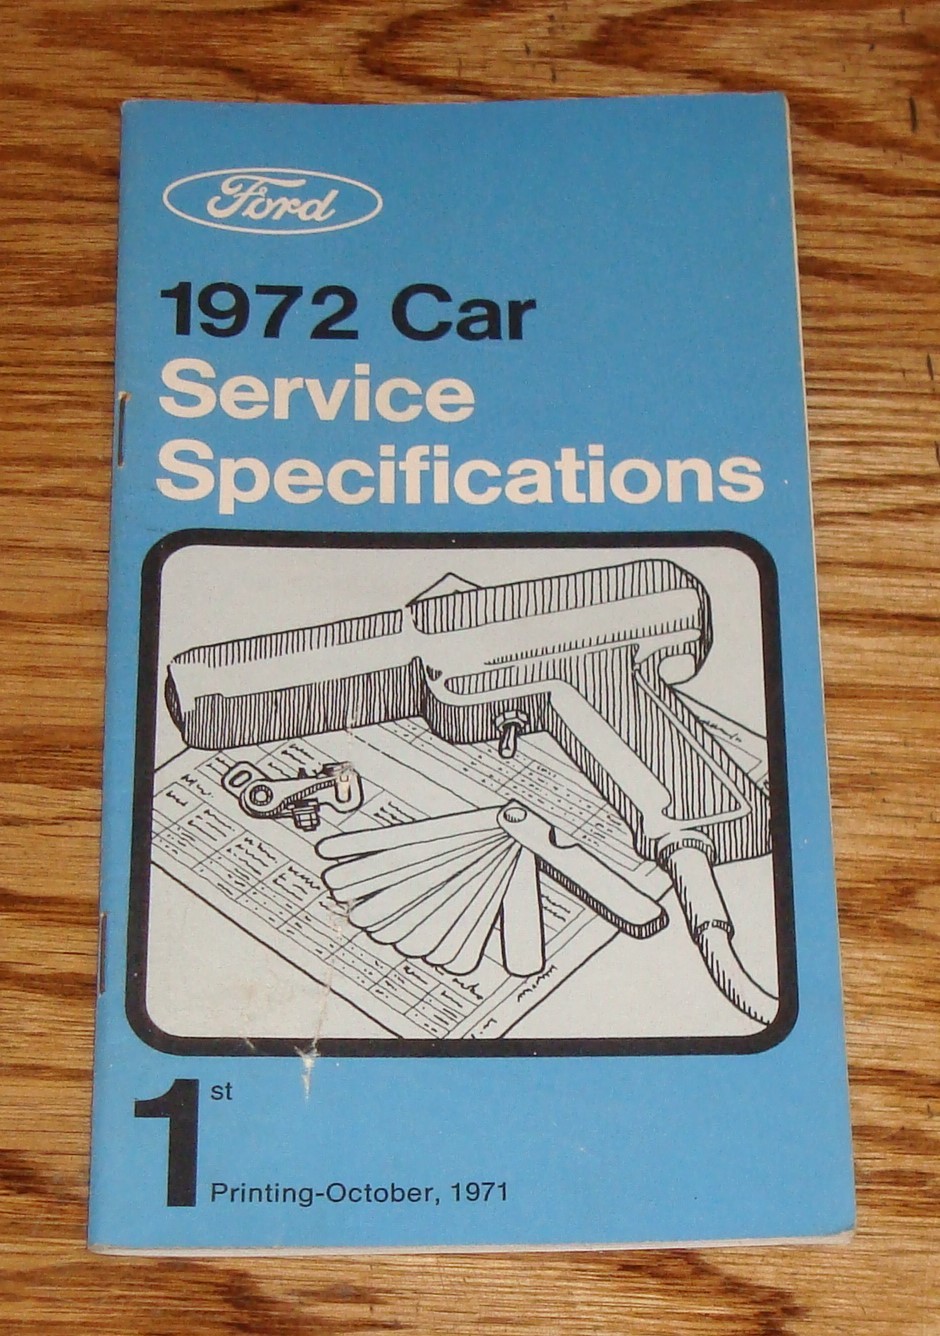 Ford
1972 Car
Service
Specifications
1st
Printing-October, 1971